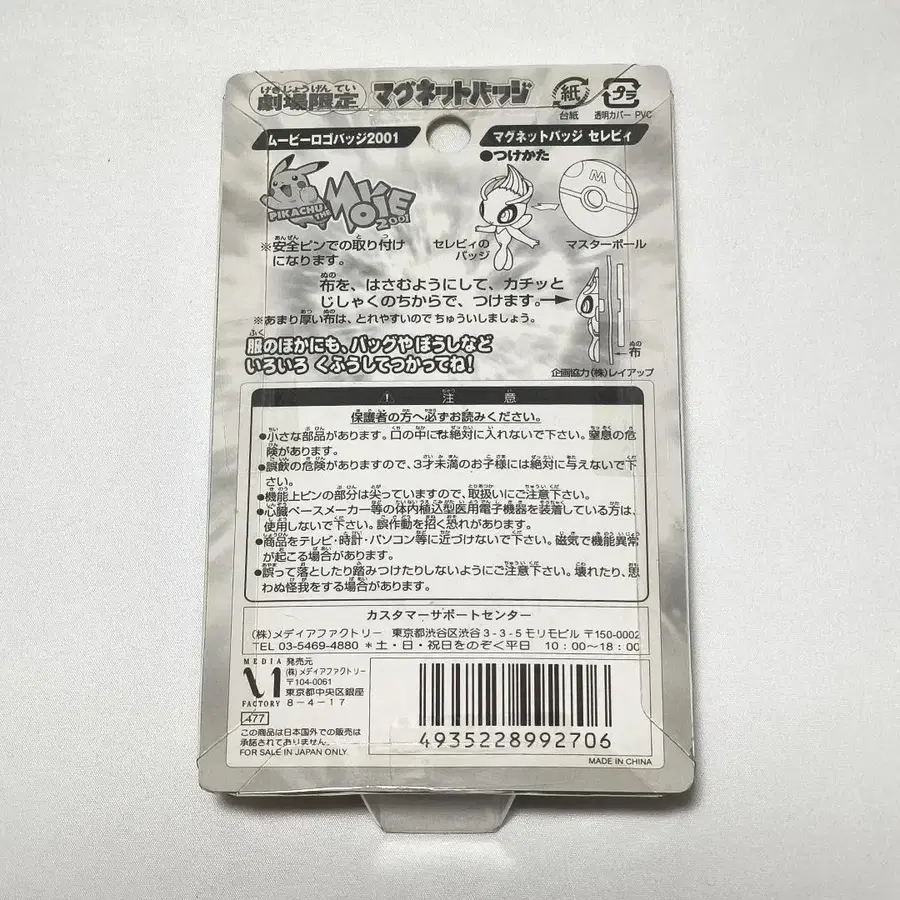 げきじょうげんてい
劇場限定 マグネットバッジ
紙
台紙
プラ
透明カバー PVC
ムービーロゴバッジ2001
PIKACHU THE MOVIE 2001
※安全ピンでの取り付け
になります。
マグネットバッジ セレビィ
●つけかた
M
セレビィの
バッジ
マスターボール
布を、はさむようにして、カチッと
じしゃくのちからで、つけます。
※あまり厚い布は、とれやすいので ちゅういしましょう。
布
服のほかにも、バッグやぼうしなど
いろいろ くふうしてつかってね!
企画協力(株)レイアップ
注意
保護者の方へ必ずお読みください。
●小さな部品があります。口の中には絶対に入れないで下さい。窒息の危
険があります。
●誤飲の危険がありますので、3才未満のお子様には絶対に与えないで下
さい。
●機能上ピンの部分は尖っていますので、取扱いにご注意下さい。
●心臓ペースメーカー等の体内植込型医用電子機器を装着している方は、
使用しないで下さい。誤作動を招く恐れがあります。
●商品をテレビ・時計・パソコン等に近づけないで下さい。磁気で機能異常
が起こる場合があります。
●誤って落としたり踏みつけたりしないようにご注意下さい。壊れたり、思
わぬ怪我をする場合があります。
カスタマーサポートセンター
(株)メディアファクトリー 東京都渋谷区渋谷3-3-5モリモビル 〒150-0002
TEL 03-5469-4880 *土・日・祝日をのぞく平日 10:00~18:00
MEDIA
FACTORY
発売元
(株)メディアファクトリー
〒104-0061
東京都中央区銀座
8-4-17
477
この商品は日本国外での販売は
承諾されておりません。
FOR SALE IN JAPAN ONLY.
4935228992706
MADE IN CHINA